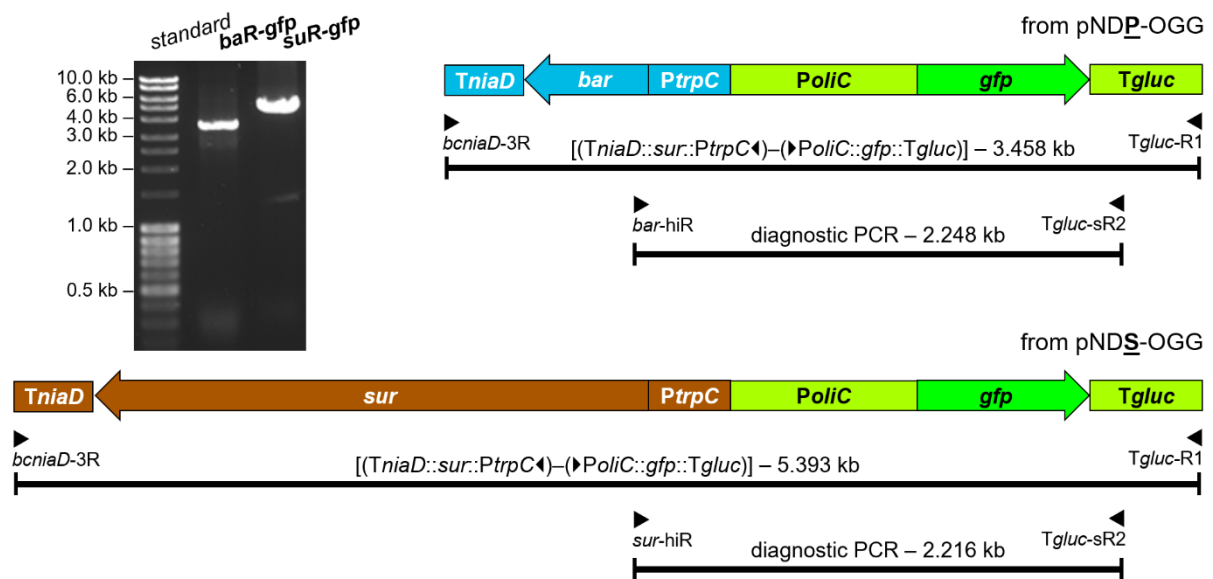 standard baR-gfp suR-gfp
10.0 kb
6.0 kb
4.0 kb
3.0 kb
2.0 kb
1.0 kb
0.5 kb
from pNDP-OGG
TniaD bar PtrpC PoliC gfp Tgluc
bcniaD-3R [(TniaD::sur::PtrpC◀)–(▶PoliC::gfp::Tgluc)] – 3.458 kb Tgluc-R1
bar-hiR diagnostic PCR – 2.248 kb Tgluc-sR2
from pNDS-OGG
TniaD sur PtrpC PoliC gfp Tgluc
bcniaD-3R [(TniaD::sur::PtrpC◀)–(▶PoliC::gfp::Tgluc)] – 5.393 kb Tgluc-R1
sur-hiR diagnostic PCR – 2.216 kb Tgluc-sR2